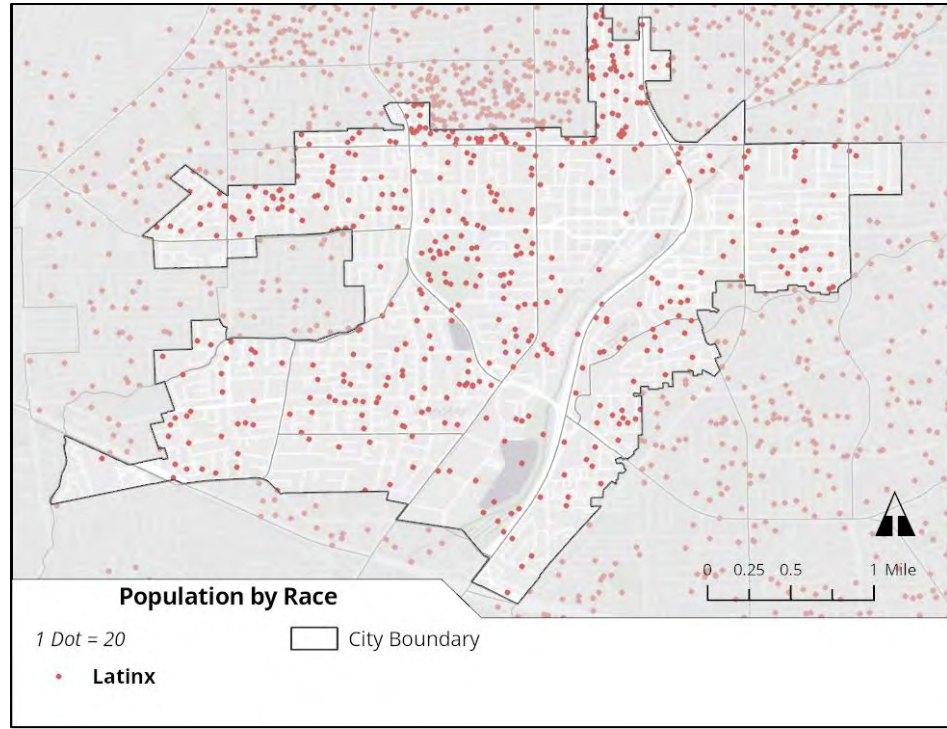 0 0.25 0.5 1 Mile
Population by Race
1 Dot = 20
City Boundary
Latinx